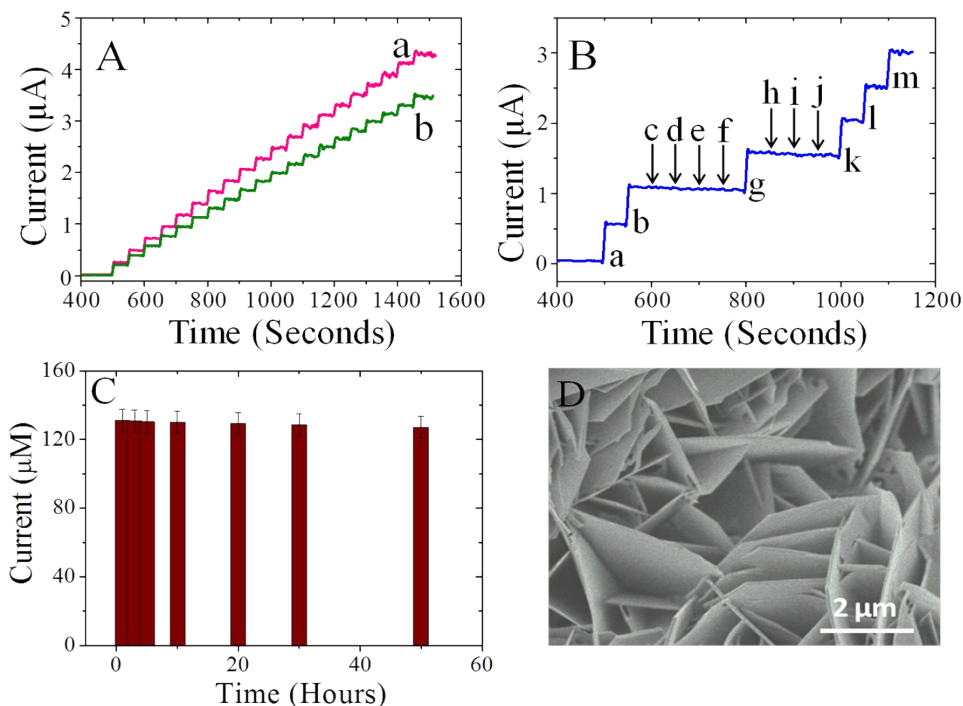 A
a
b
Current (μA)
5
4
3
2
1
0
400 600 800 1000 1200 1400 1600
Time (Seconds)
B
Current (μA)
3
2
1
0
a
b
c d e f
g
h i j
k
l
m
400 600 800 1000 1200
Time (Seconds)
C
Current (μM)
160
120
80
40
0
0 20 40 60
Time (Hours)
D
2 μm